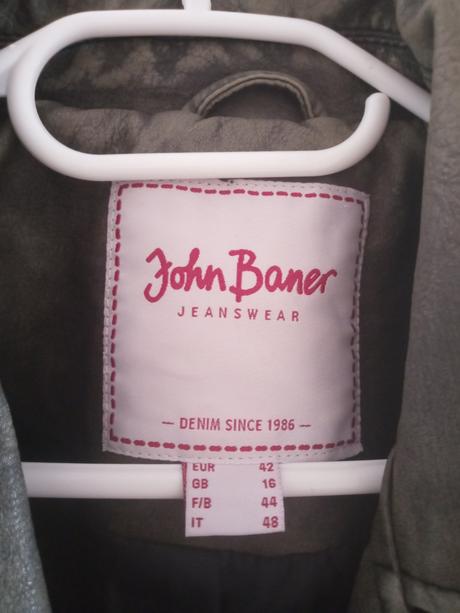 John Baner
JEANSWEAR
— DENIM SINCE 1986 —
EUR 42
GB 16
F/B 44
IT 48